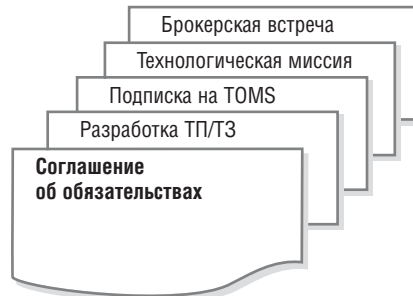 Брокерская встреча
Технологическая миссия
Подписка на TOMS
Разработка ТП/ТЗ
Соглашение
об обязательствах